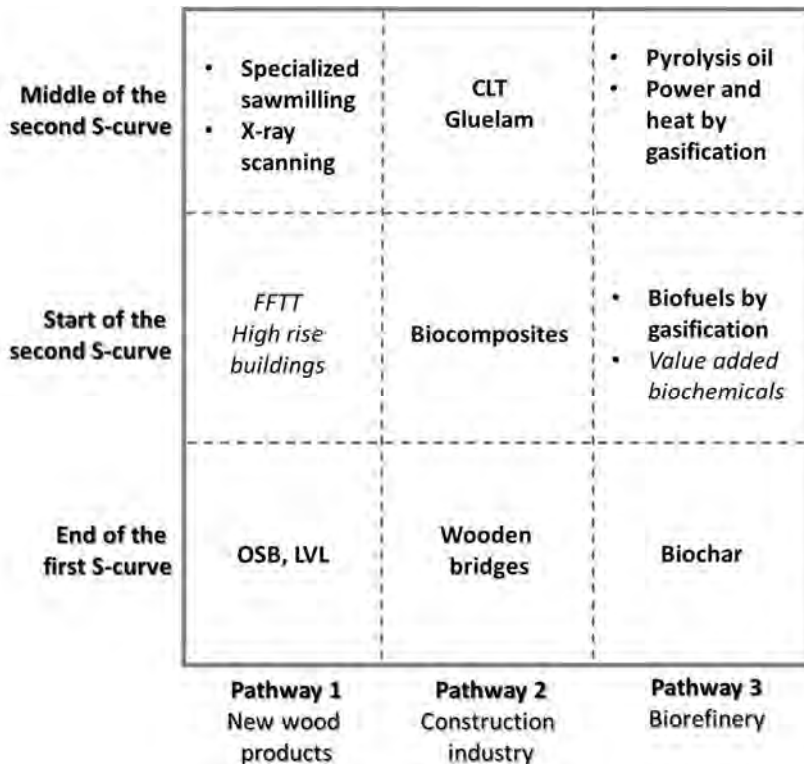 Middle of the
second S-curve
• Specialized
sawmilling
• X-ray
scanning
CLT
Gluelam
• Pyrolysis oil
• Power and
heat by
gasification
Start of the
second S-curve
FFTT
High rise
buildings
Biocomposites
• Biofuels by
gasification
• Value added
biochemicals
End of the
first S-curve
OSB, LVL
Wooden
bridges
Biochar
Pathway 1
New wood
products
Pathway 2
Construction
industry
Pathway 3
Biorefinery